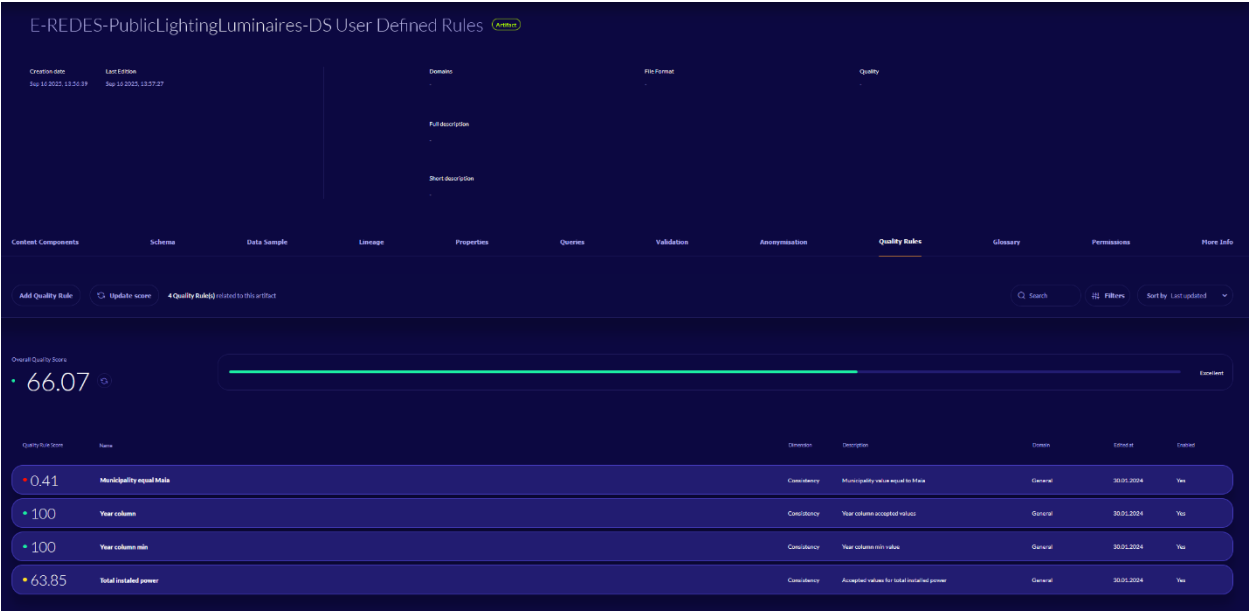 E-REDES-PublicLightingLuminaires-DS User Defined Rules Artifact
Creation date Last Edition Domains File Format Quality
Sep 16 2025, 13:56:39 Sep 16 2025, 13:57:27 - - -
Full description
-
Short description
-
Content Components Schema Data Sample Lineage Properties Queries Validation Anonymisation Quality Rules Glossary Permissions More Info
Add Quality Rule Update score 4 Quality Rule(s) related to this artifact Search Filters Sort by Last updated
Overall Quality Score
66.07 Excellent
Quality Rule Score Name Dimension Description Domain Edited at Enabled
0.41 Municipality equal Maia Consistency Municipality value equal to Maia General 30.01.2024 Yes
100 Year column Consistency Year column accepted values General 30.01.2024 Yes
100 Year column min Consistency Year column min value General 30.01.2024 Yes
63.85 Total instaled power Consistency Accepted values for total installed power General 30.01.2024 Yes